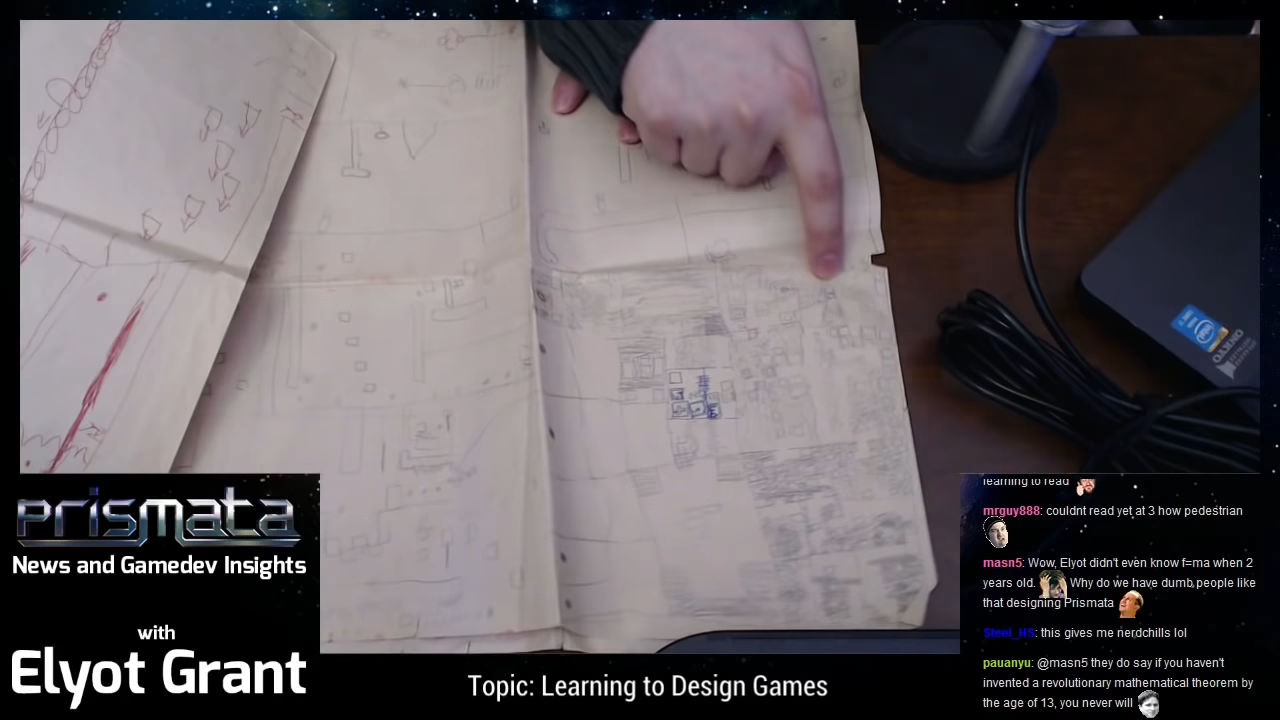 prismata
News and Gamedev Insights
with
Elyot Grant
Topic: Learning to Design Games
learning to read
mrguy888: couldnt read yet at 3 how pedestrian
masn5: Wow, Elyot didn't even know f=ma when 2
years old. Why do we have dumb people like
that designing Prismata
Steel_HS: this gives me nerdchills lol
pauanyu: @masn5 they do say if you haven't
invented a revolutionary mathematical theorem by
the age of 13, you never will